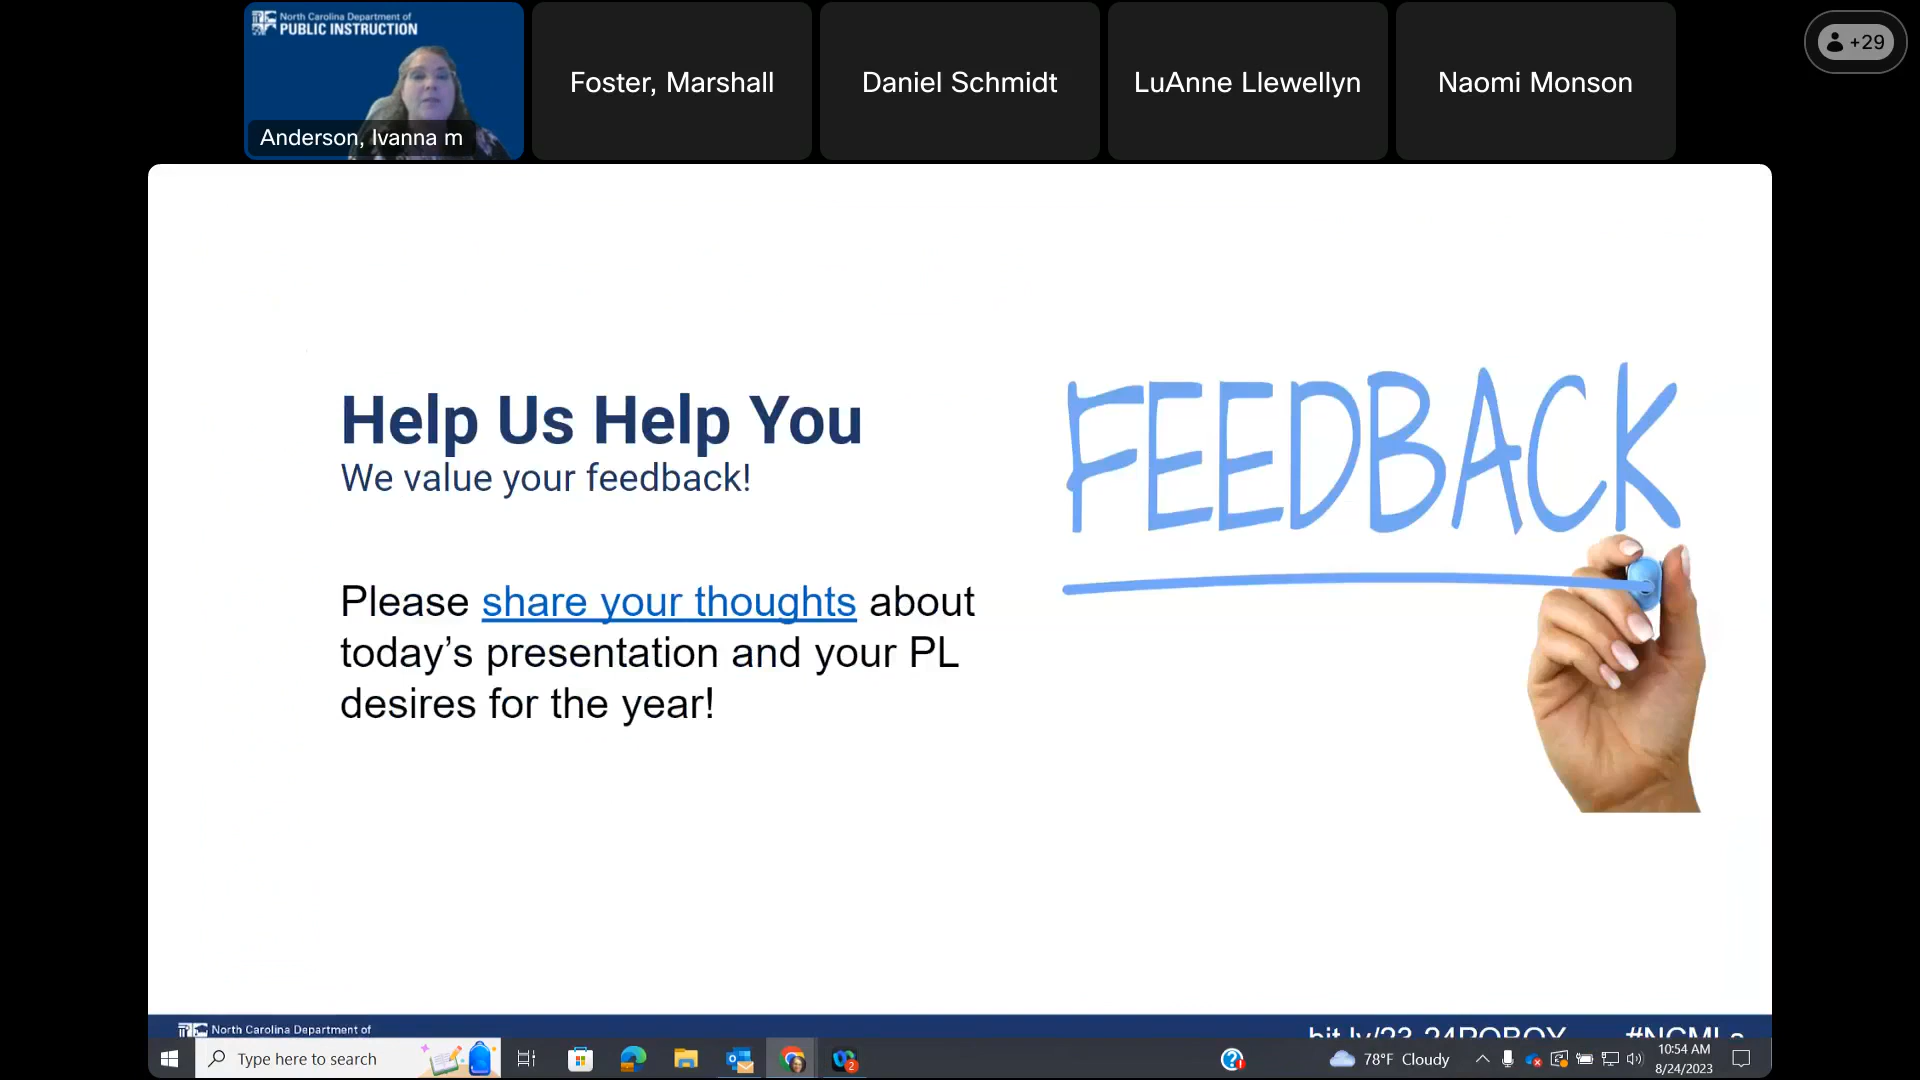 North Carolina Department of
PUBLIC INSTRUCTION
Anderson, Ivanna m
Foster, Marshall
Daniel Schmidt
LuAnne Llewellyn
Naomi Monson
+29
Help Us Help You
We value your feedback!
FEEDBACK
Please share your thoughts about
today’s presentation and your PL
desires for the year!
North Carolina Department of
Type here to search
2
78°F Cloudy
10:54 AM
8/24/2023